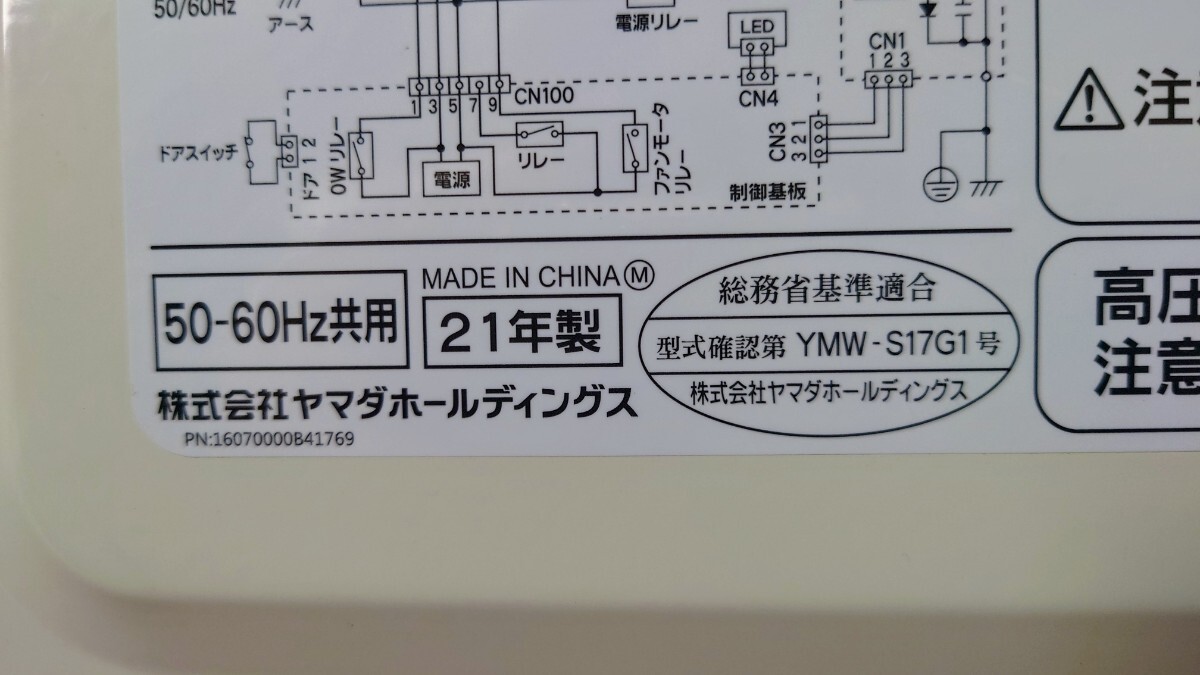 50/60Hz
アース
電源リレー
LED
CN4
CN1
1 2 3
CN100
1 3 5 7 9
ドアスイッチ
ドア 1 2
OWリレー
電源
リレー
ファンモータ
リレー
CN3
3 2 1
制御基板
注
高圧
注意
50-60Hz共用
MADE IN CHINA Ⓜ
21年製
株式会社ヤマダホールディングス
PN:16070000B41769
総務省基準適合
型式確認第 YMW-S17G1号
株式会社ヤマダホールディングス